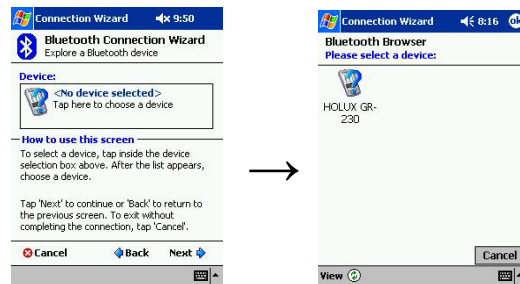 Connection Wizard 9:50
Bluetooth Connection Wizard
Explore a Bluetooth device
Device:
<No device selected>
Tap here to choose a device
How to use this screen
To select a device, tap inside the device
selection box above. After the list appears,
choose a device.
Tap 'Next' to continue or 'Back' to return to
the previous screen. To exit without
completing the connection, tap 'Cancel'.
Cancel Back Next
Connection Wizard 8:16 ok
Bluetooth Browser
Please select a device:
HOLUX GR-
230
Cancel
View